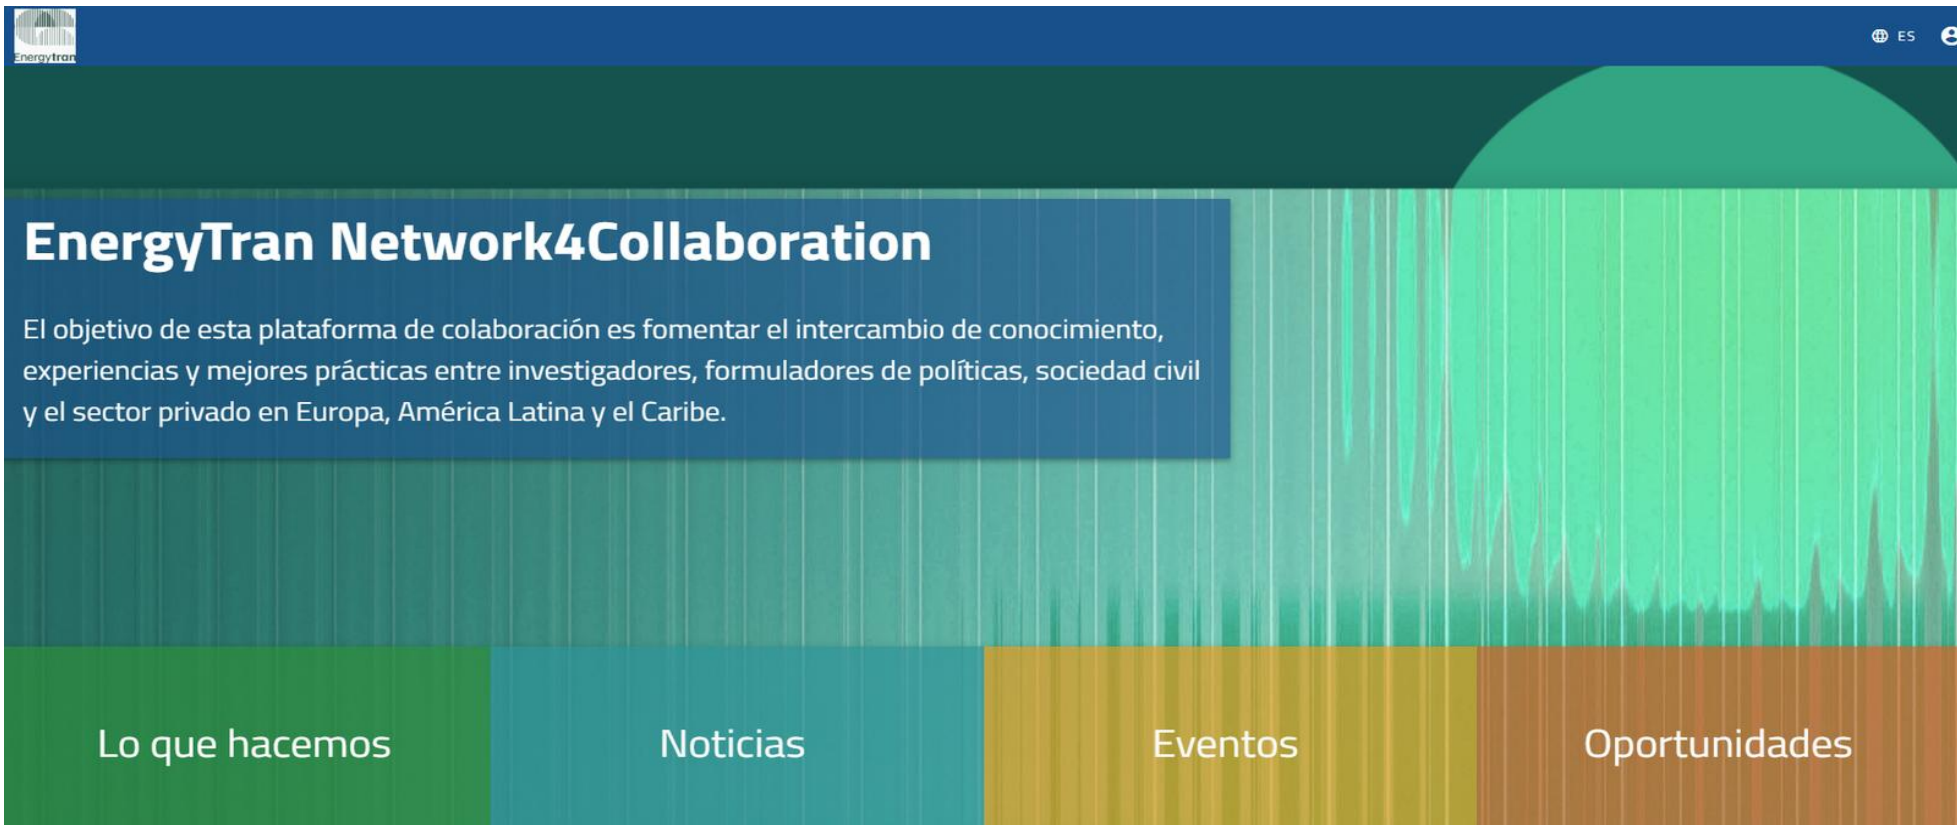 Energytran
ES
EnergyTran Network4Collaboration
El objetivo de esta plataforma de colaboración es fomentar el intercambio de conocimiento,
experiencias y mejores prácticas entre investigadores, formuladores de políticas, sociedad civil
y el sector privado en Europa, América Latina y el Caribe.
Lo que hacemos
Noticias
Eventos
Oportunidades